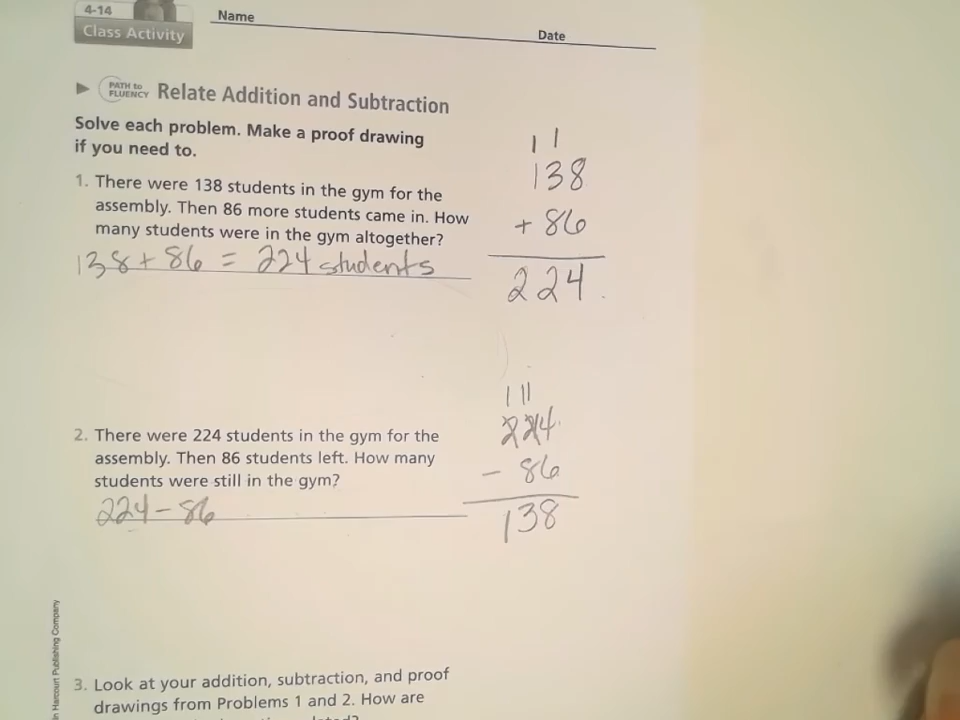 4-14
Class Activity
Name
Date
PATH to
FLUENCY
Relate Addition and Subtraction
Solve each problem. Make a proof drawing
if you need to.
1. There were 138 students in the gym for the
assembly. Then 86 more students came in. How
many students were in the gym altogether?
138 + 86 = 224 students
1 1
138
+ 86
224
2. There were 224 students in the gym for the
assembly. Then 86 students left. How many
students were still in the gym?
224 - 86
1 11
224
- 86
138
3. Look at your addition, subtraction, and proof
drawings from Problems 1 and 2. How are
Harcourt Publishing Company